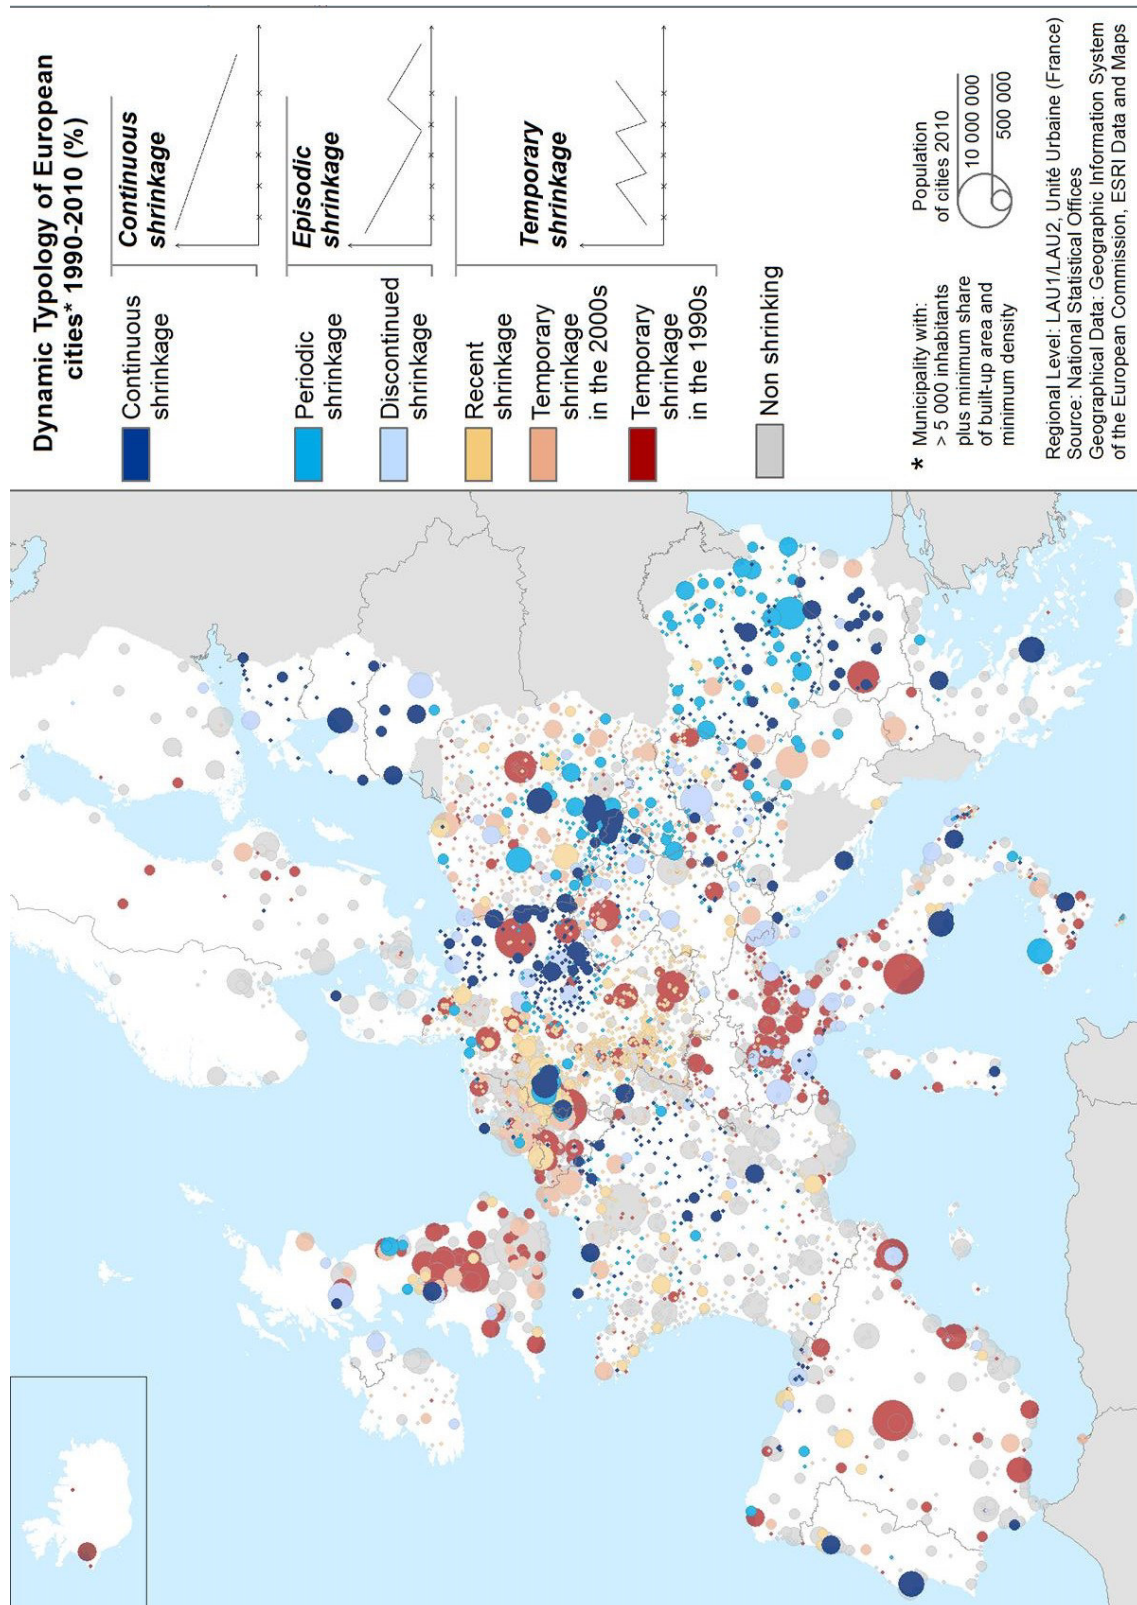 Dynamic Typology of European
cities* 1990-2010 (%)
Continuous
shrinkage
Continuous
shrinkage
Periodic
shrinkage
Episodic
shrinkage
Discontinued
shrinkage
Recent
shrinkage
Temporary
shrinkage
in the 2000s
Temporary
shrinkage
Temporary
shrinkage
in the 1990s
Non shrinking
* Municipality with:
> 5 000 inhabitants
plus minimum share
of built-up area and
minimum density
Population
of cities 2010
10 000 000
500 000
Regional Level: LAU1/LAU2, Unité Urbaine (France)
Source: National Statistical Offices
Geographical Data: Geographic Information System
of the European Commission, ESRI Data and Maps